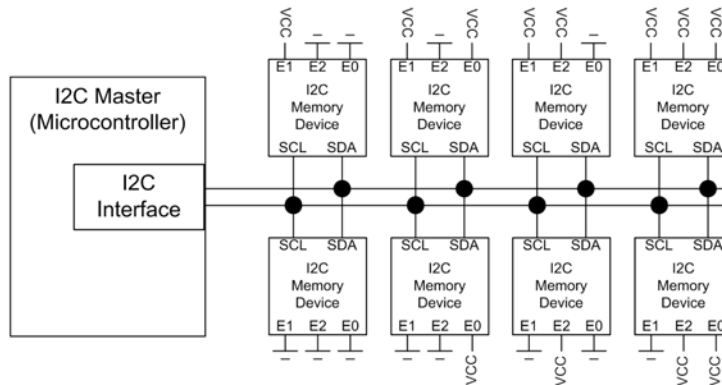 VCC VCC VCC VCC VCC VCC VCC VCC
E1 E2 E0 E1 E2 E0 E1 E2 E0 E1 E2 E0
I2C Master
(Microcontroller)
I2C
Interface
I2C
Memory
Device
SCL SDA
I2C
Memory
Device
SCL SDA
I2C
Memory
Device
SCL SDA
I2C
Memory
Device
SCL SDA
SCL SDA
I2C
Memory
Device
E1 E2 E0
SCL SDA
I2C
Memory
Device
E1 E2 E0
SCL SDA
I2C
Memory
Device
E1 E2 E0
SCL SDA
I2C
Memory
Device
E1 E2 E0
VCC VCC VCC VCC